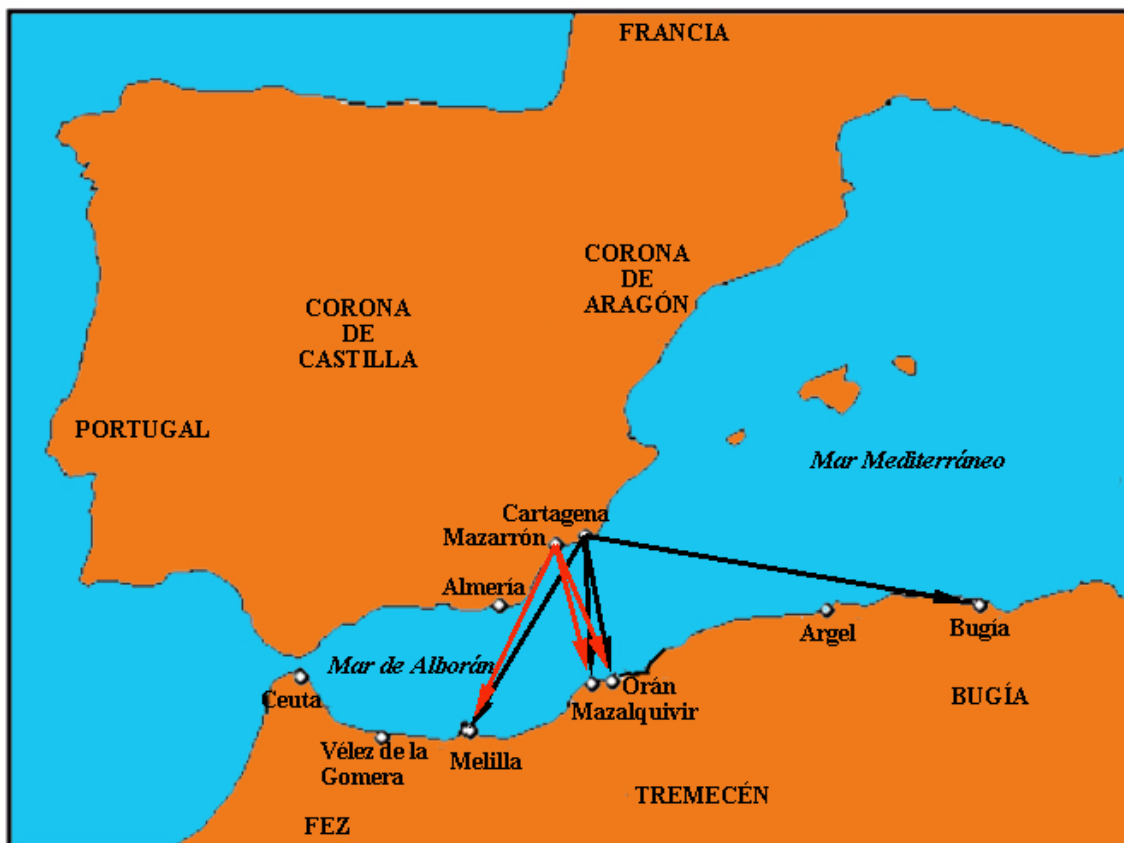 FRANCIA
CORONA
DE
ARAGÓN
CORONA
DE
CASTILLA
PORTUGAL
Mar Mediterráneo
Cartagena
Mazarrón
Almería
Argel
Bugía
Mar de Alborán
Ceuta
Orán
Mazalquivir
BUGÍA
Vélez de la
Gomera
Melilla
TREMECÉN
FEZ